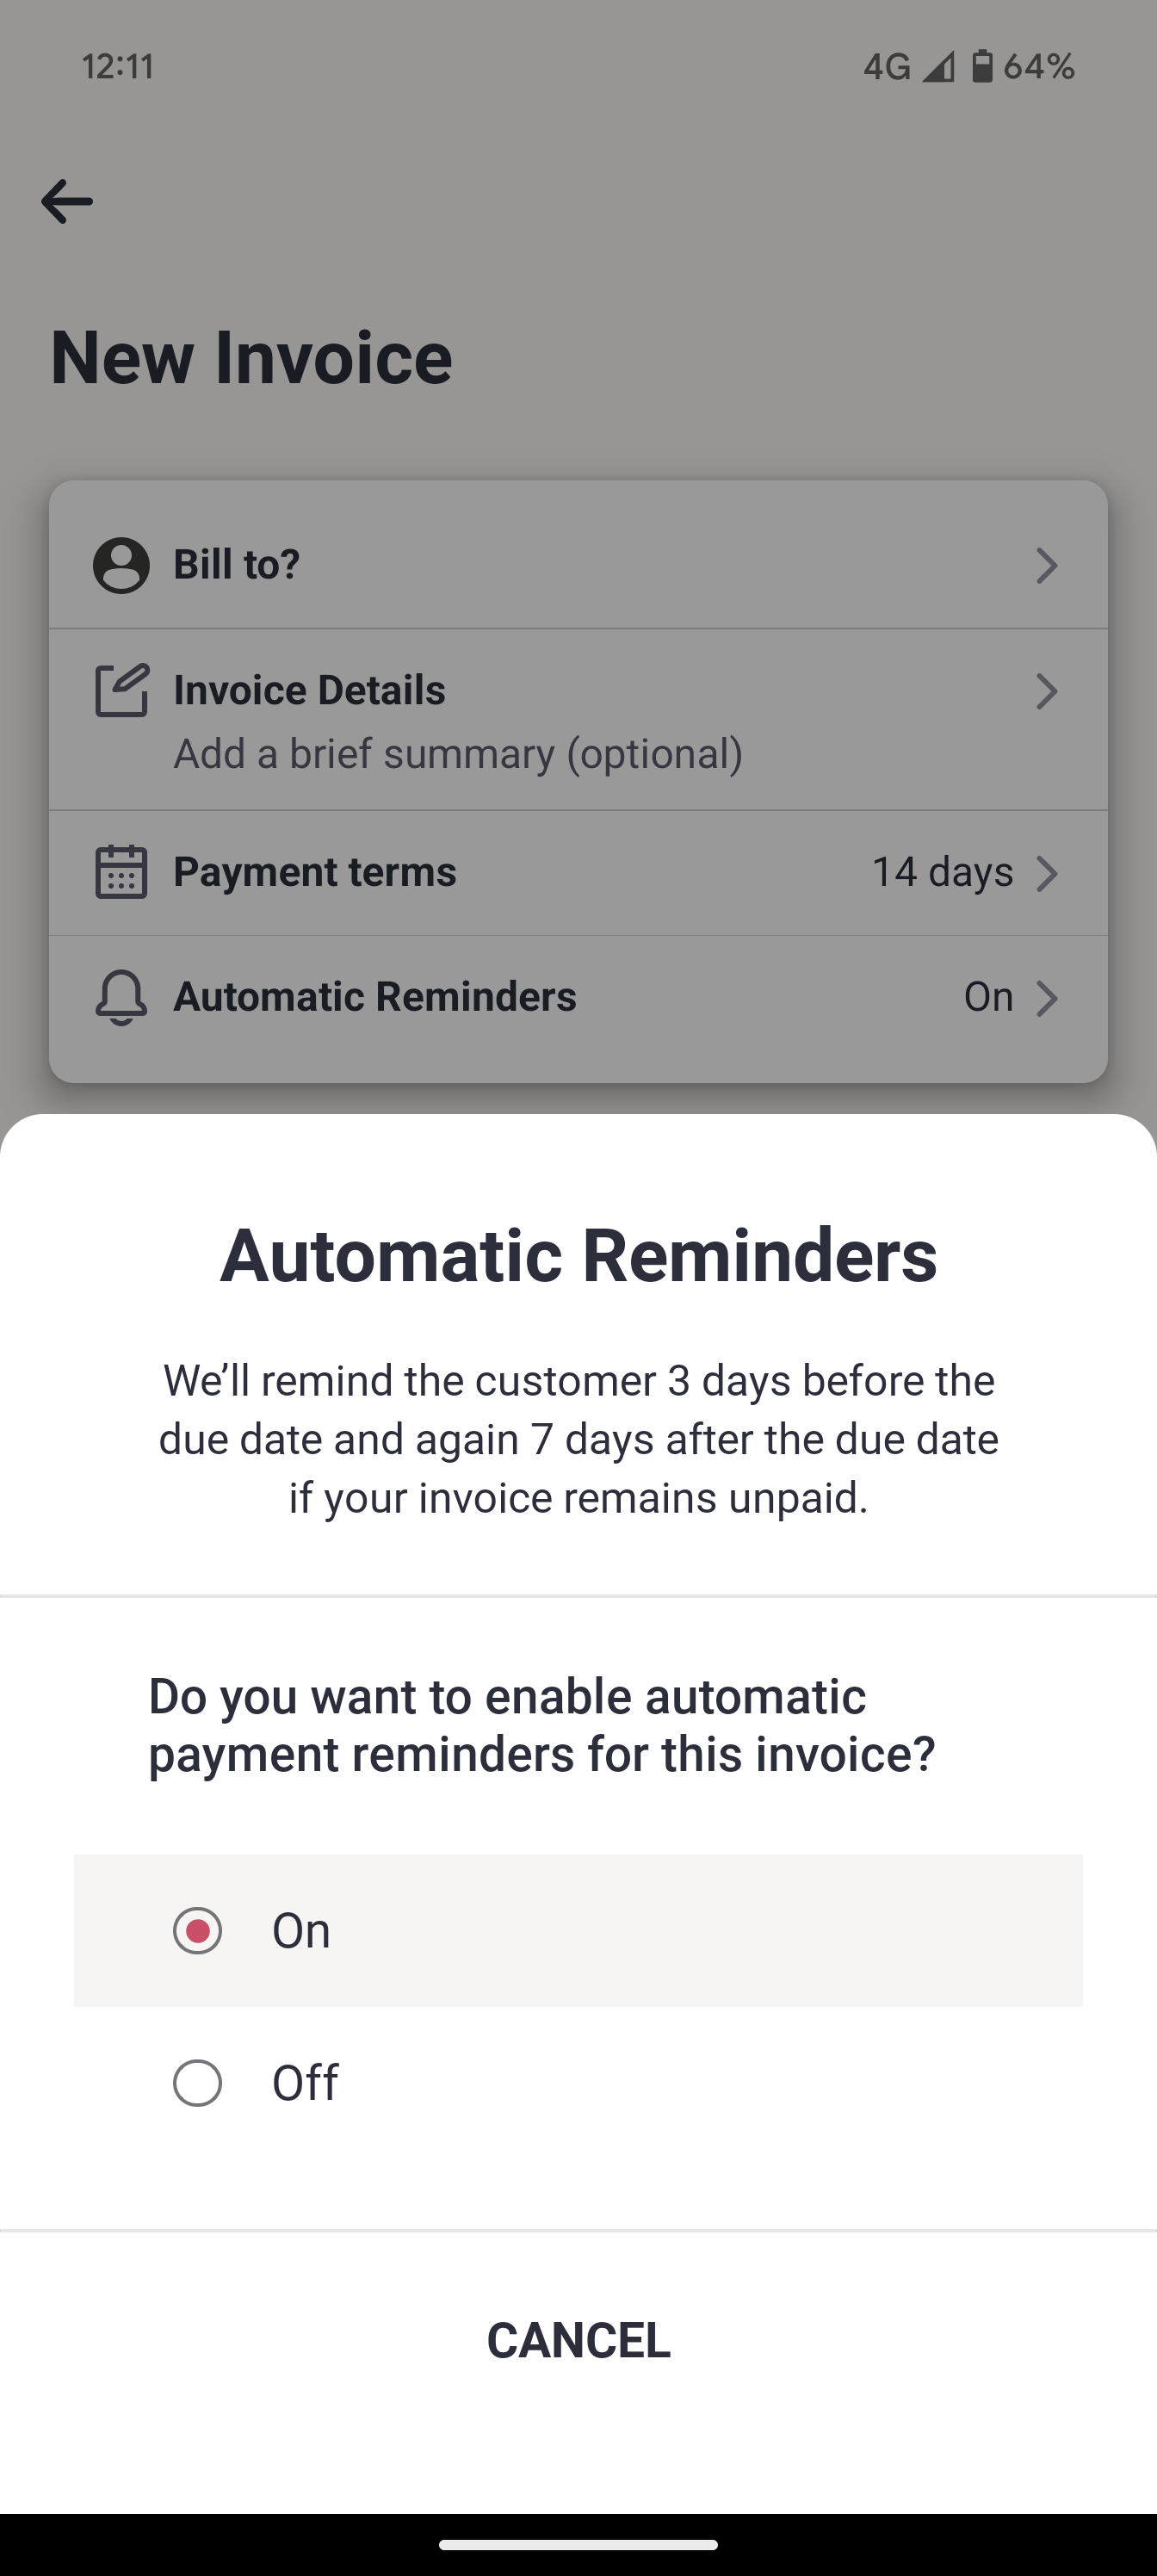 12:11
4G 64%
New Invoice
Bill to?
Invoice Details
Add a brief summary (optional)
Payment terms 14 days
Automatic Reminders On
Automatic Reminders
We’ll remind the customer 3 days before the
due date and again 7 days after the due date
if your invoice remains unpaid.
Do you want to enable automatic
payment reminders for this invoice?
On
Off
CANCEL